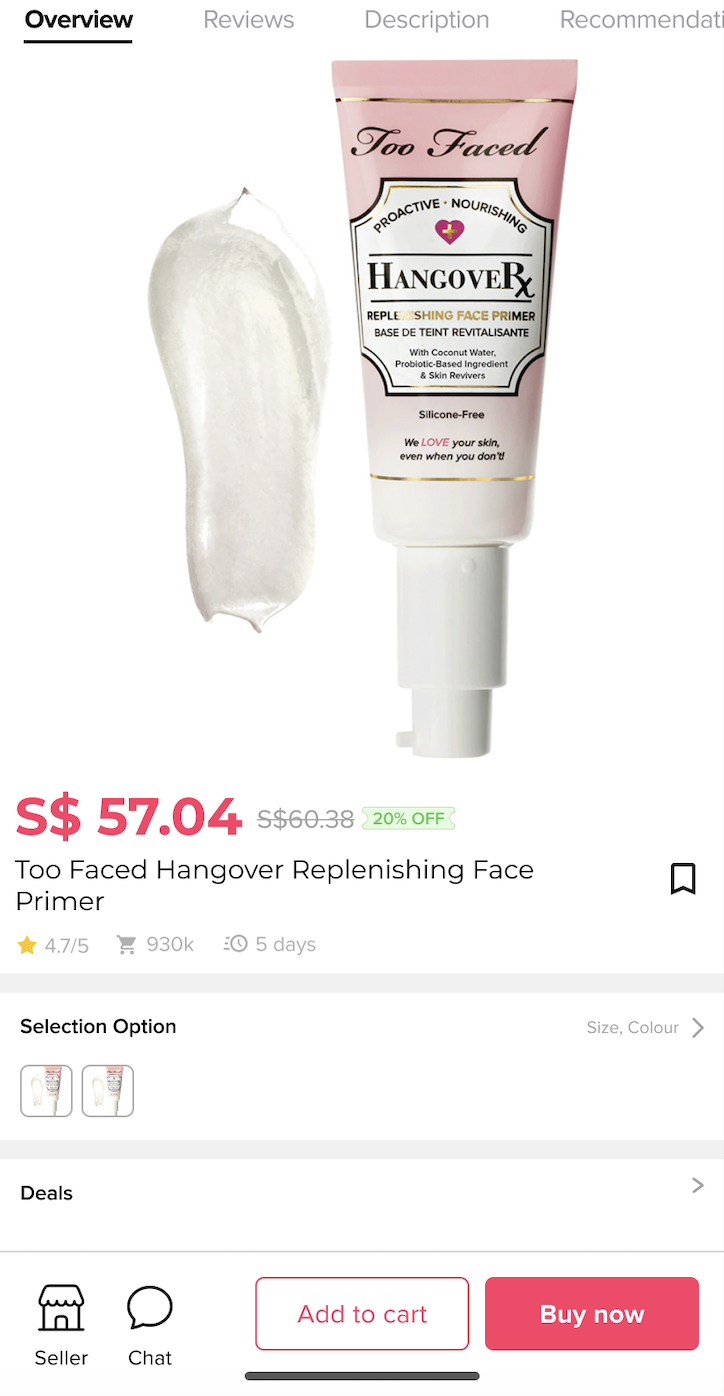 Overview Reviews Description Recommendati
Too Faced
PROACTIVE · NOURISHING
HANGOVERx
REPLENISHING FACE PRIMER
BASE DE TEINT REVITALISANTE
With Coconut Water,
Probiotic-Based Ingredient
& Skin Revivers
Silicone-Free
We LOVE your skin,
even when you don't!
S$ 57.04 S$60.38 20% OFF
Too Faced Hangover Replenishing Face
Primer
4.7/5 930k 5 days
Selection Option Size, Colour
Deals
Add to cart Buy now
Seller Chat